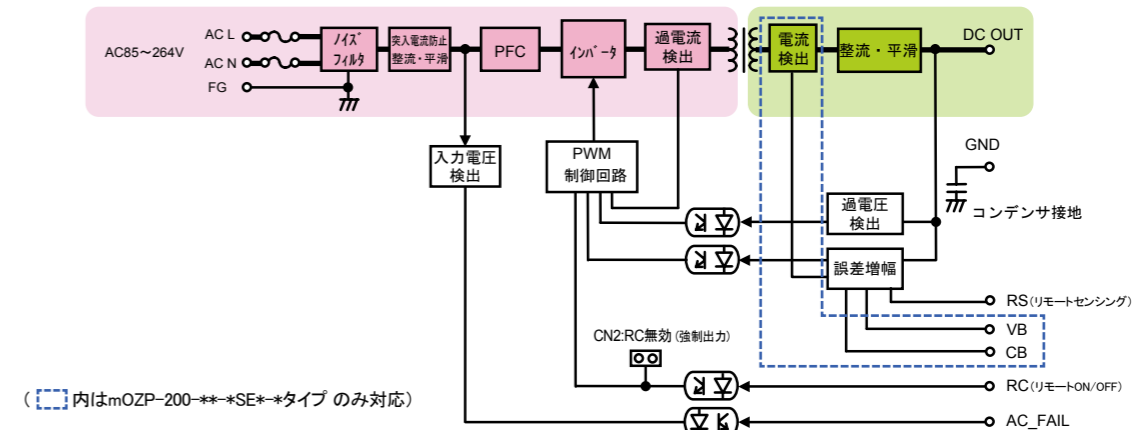 AC85～264V
AC L
AC N
FG
ノイズ
フィルタ
突入電流防止
整流・平滑
PFC
インバータ
過電流
検出
電流
検出
整流・平滑
DC OUT
入力電圧
検出
PWM
制御回路
GND
コンデンサ接地
過電圧
検出
誤差増幅
RS(リモートセンシング)
VB
CB
CN2:RC無効(強制出力)
RC(リモートON/OFF)
AC_FAIL
( 内はmOZP-200-**-*SE*-*タイプ のみ対応)